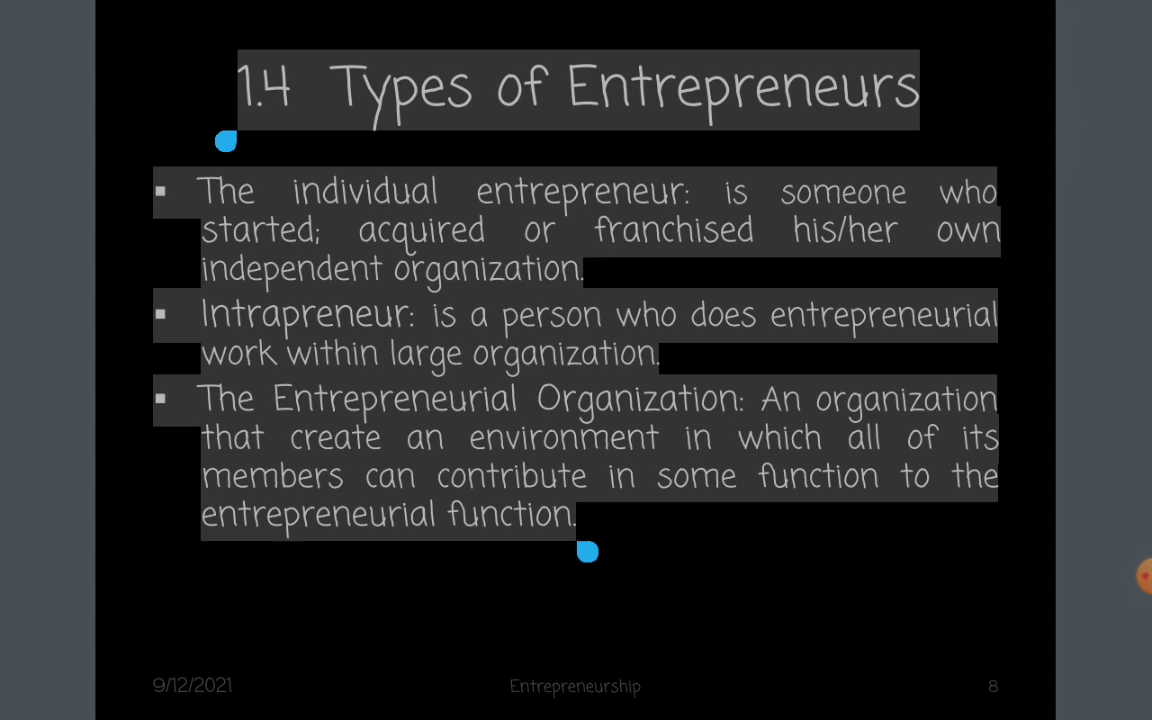 1.4 Types of Entrepreneurs
▪ The individual entrepreneur: is someone who
started; acquired or franchised his/her own
independent organization.
▪ Intrapreneur: is a person who does entrepreneurial
work within large organization.
▪ The Entrepreneurial Organization: An organization
that create an environment in which all of its
members can contribute in some function to the
entrepreneurial function.
9/12/2021 Entrepreneurship 8